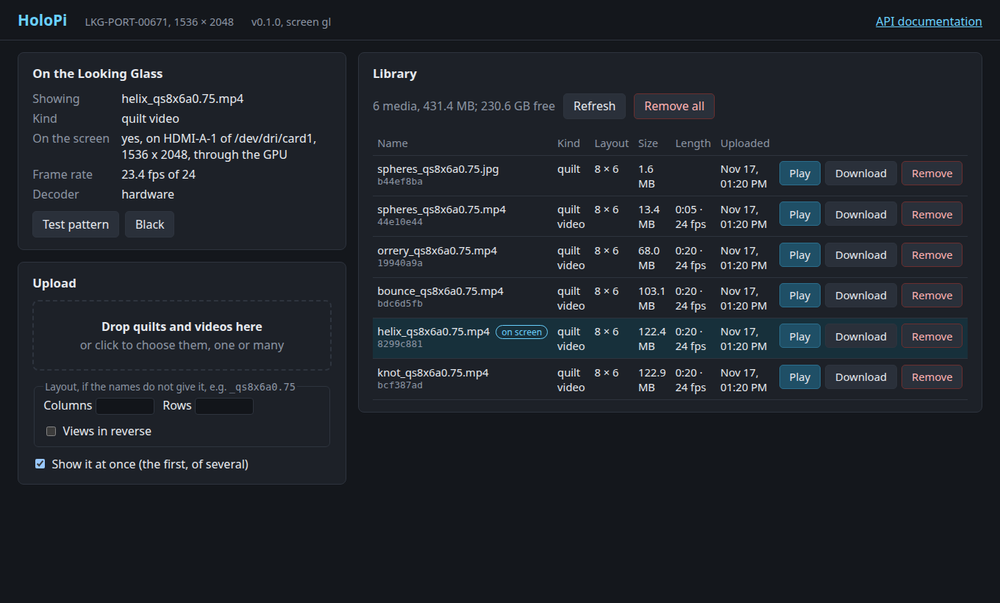 HoloPi LKG-PORT-00671, 1536 × 2048 v0.1.0, screen gl API documentation
On the Looking Glass
Showing helix_qs8x6a0.75.mp4
Kind quilt video
On the screen yes, on HDMI-A-1 of /dev/dri/card1,
1536 x 2048, through the GPU
Frame rate 23.4 fps of 24
Decoder hardware
Test pattern Black
Upload
Drop quilts and videos here
or click to choose them, one or many
Layout, if the names do not give it, e.g. _qs8x6a0.75
Columns Rows
Views in reverse
Show it at once (the first, of several)
Library
6 media, 431.4 MB; 230.6 GB free Refresh Remove all
Name Kind Layout Size Length Uploaded
spheres_qs8x6a0.75.jpg quilt 8 × 6 1.6 Nov 17, Play Download Remove
b44ef8ba MB 01:20 PM
spheres_qs8x6a0.75.mp4 quilt 8 × 6 13.4 0:05 · Nov 17, Play Download Remove
44e10e44 video MB 24 fps 01:20 PM
orrery_qs8x6a0.75.mp4 quilt 8 × 6 68.0 0:20 · Nov 17, Play Download Remove
19940a9a video MB 24 fps 01:20 PM
bounce_qs8x6a0.75.mp4 quilt 8 × 6 103.1 0:20 · Nov 17, Play Download Remove
bdc6d5fb video MB 24 fps 01:20 PM
helix_qs8x6a0.75.mp4 on screen quilt 8 × 6 122.4 0:20 · Nov 17, Play Download Remove
8299c881 video MB 24 fps 01:20 PM
knot_qs8x6a0.75.mp4 quilt 8 × 6 122.9 0:20 · Nov 17, Play Download Remove
bcf387ad video MB 24 fps 01:20 PM